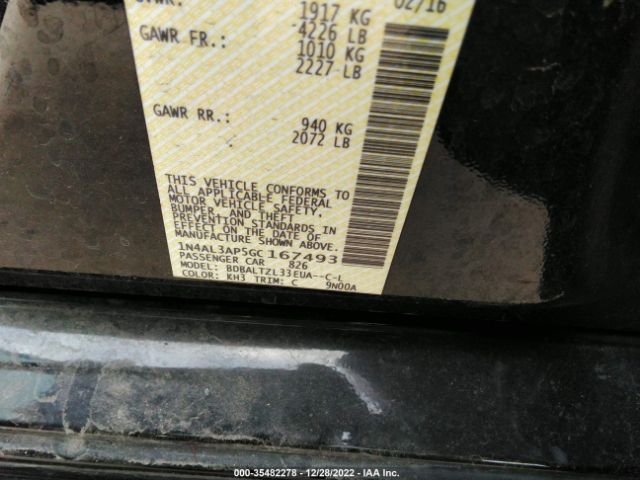 GVWR: 1917 KG 02/16
4226 LB
GAWR FR.: 1010 KG
2227 LB
GAWR RR.: 940 KG
2072 LB
THIS VEHICLE CONFORMS TO
ALL APPLICABLE FEDERAL
MOTOR VEHICLE SAFETY,
BUMPER, AND THEFT
PREVENTION STANDARDS IN
EFFECT ON THE DATE OF
MANUFACTURE SHOWN ABOVE.
1N4AL3AP5GC167493
PASSENGER CAR 826
MODEL: BDBALTZL33EUA--C-L
COLOR: KH3 TRIM: C 9N00A
000-35482278 - 12/28/2022 - IAA Inc.